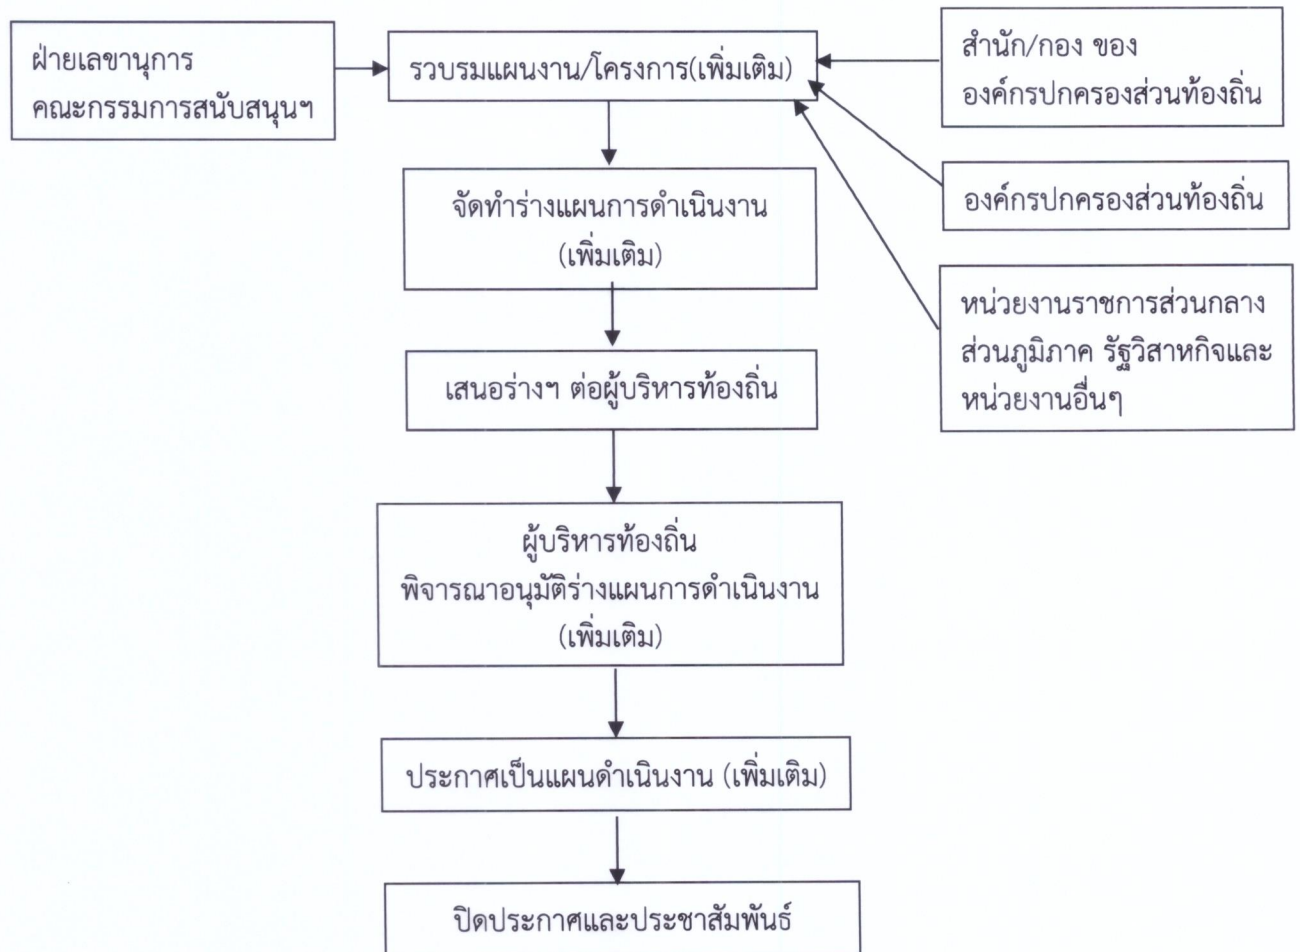 ฝ่ายเลขานุการ
คณะกรรมการสนับสนุนฯ
รวบรมแผนงาน/โครงการ(เพิ่มเติม)
สำนัก/กอง ของ
องค์กรปกครองส่วนท้องถิ่น
องค์กรปกครองส่วนท้องถิ่น
หน่วยงานราชการส่วนกลาง
ส่วนภูมิภาค รัฐวิสาหกิจและ
หน่วยงานอื่นๆ
จัดทำร่างแผนการดำเนินงาน
(เพิ่มเติม)
เสนอร่างฯ ต่อผู้บริหารท้องถิ่น
ผู้บริหารท้องถิ่น
พิจารณาอนุมัติร่างแผนการดำเนินงาน
(เพิ่มเติม)
ประกาศเป็นแผนดำเนินงาน (เพิ่มเติม)
ปิดประกาศและประชาสัมพันธ์